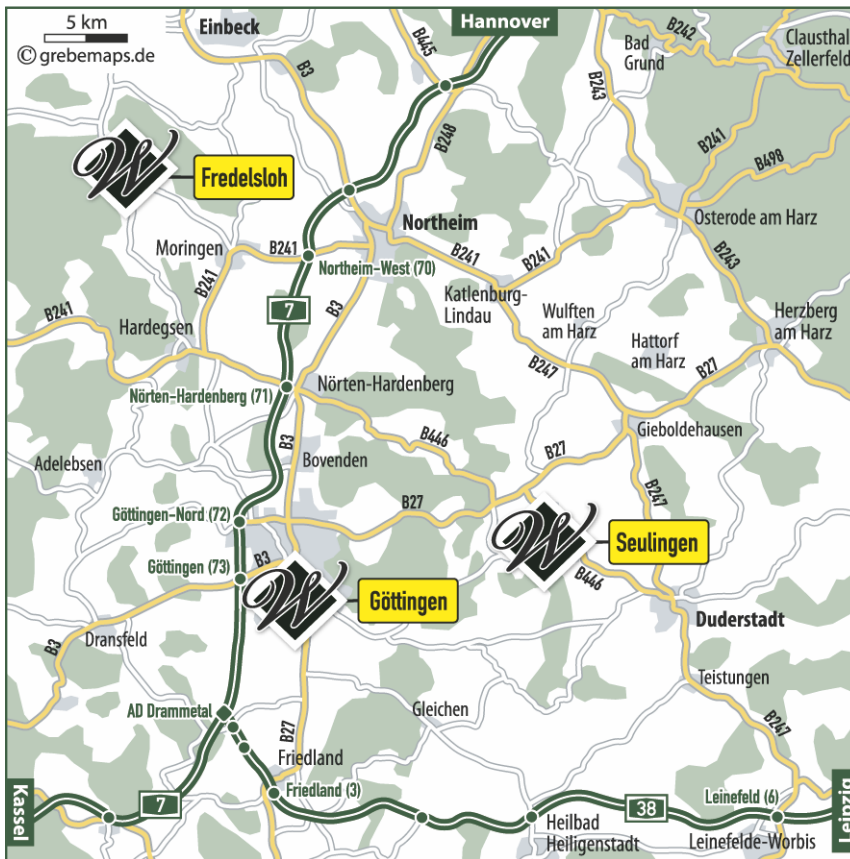 5 km
© grebemaps.de
Einbeck
B3
B445
Hannover
B248
Bad
Grund
B242
Clausthal
Zellerfeld
B243
B241
B498
W
Fredelsloh
Moringen
B241
Northeim
Northeim-West (70)
B241
B241
Osterode am Harz
B243
B241
B241
Hardegsen
7
B3
Katlenburg-
Lindau
Wulften
am Harz
Hattorf
am Harz
Herzberg
am Harz
B247
B27
Nörten-Hardenberg (71)
Nörten-Hardenberg
B446
Gieboldehausen
B3
Bovenden
B27
B247
Adelebsen
Göttingen-Nord (72)
B27
W
Seulingen
Göttingen (73)
B3
W
Göttingen
B446
Duderstadt
Dransfeld
B3
Teistungen
AD Drammetal
Gleichen
B27
B247
Friedland
Friedland (3)
Kassel
7
38
Leinefeld (6)
Leipzig
Heilbad
Heiligenstadt
Leinefelde-Worbis